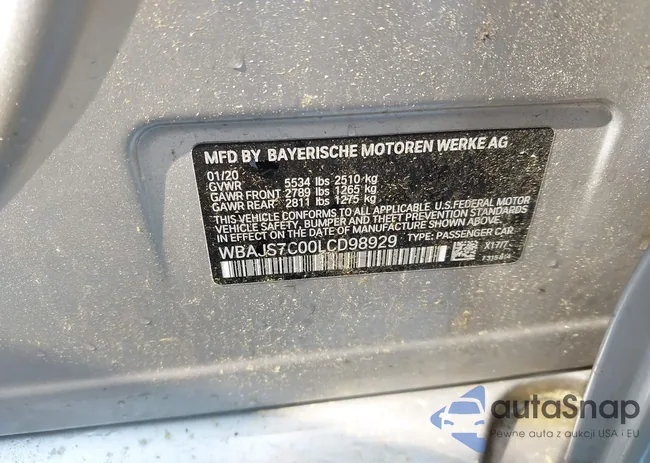 MFD BY BAYERISCHE MOTOREN WERKE AG
01/20
GVWR 5534 lbs 2510 kg
GAWR FRONT 2789 lbs 1265 kg
GAWR REAR 2811 lbs 1275 kg
THIS VEHICLE CONFORMS TO ALL APPLICABLE U.S.FEDERAL MOTOR
VEHICLE SAFETY, BUMPER AND THEFT PREVENTION STANDARDS IN
EFFECT ON THE DATE OF MANUFACTURE SHOWN ABOVE.
WBAJS7C00LCD98929 TYPE: PASSENGER CAR
X17/7
autaSnap
Pewne auta z aukcji USA i EU